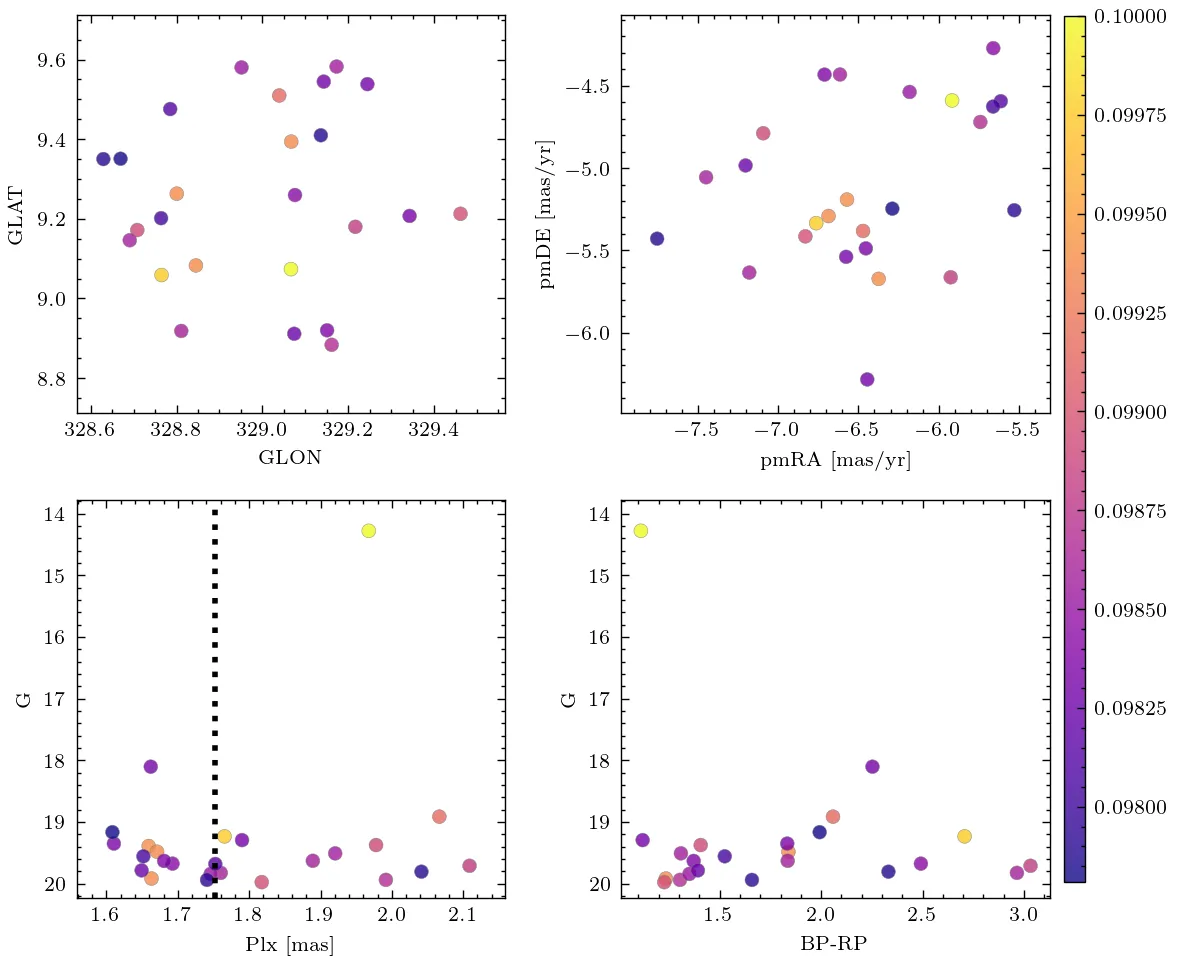 9.6
9.4
9.2
9.0
8.8
GLAT
328.6 328.8 329.0 329.2 329.4
GLON
−4.5
−5.0
−5.5
−6.0
pmDE [mas/yr]
−7.5 −7.0 −6.5 −6.0 −5.5
pmRA [mas/yr]
14
15
16
17
18
19
20
G
1.6 1.7 1.8 1.9 2.0 2.1
Plx [mas]
14
15
16
17
18
19
20
G
1.5 2.0 2.5 3.0
BP-RP
0.10000
0.09975
0.09950
0.09925
0.09900
0.09875
0.09850
0.09825
0.09800